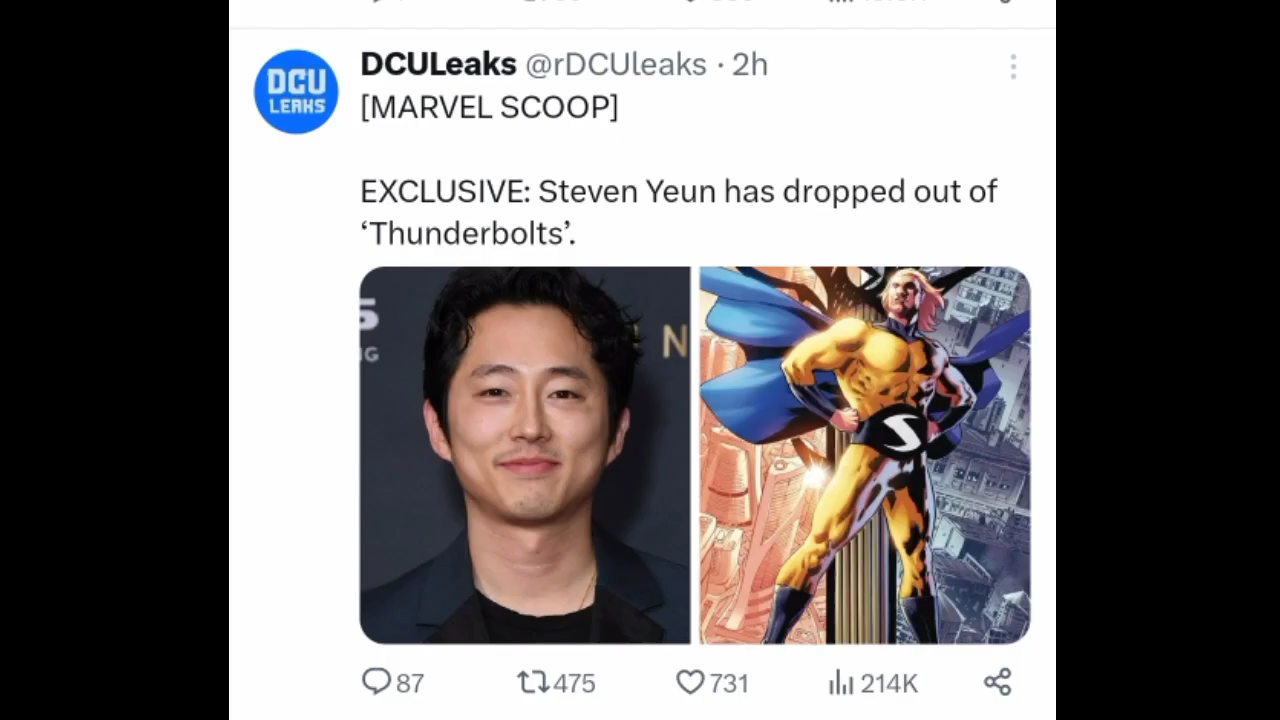 DCULeaks @rDCUleaks · 2h
DCU
LEAKS
[MARVEL SCOOP]
EXCLUSIVE: Steven Yeun has dropped out of
‘Thunderbolts’.
S
NG
N
S
87 475 731 214K